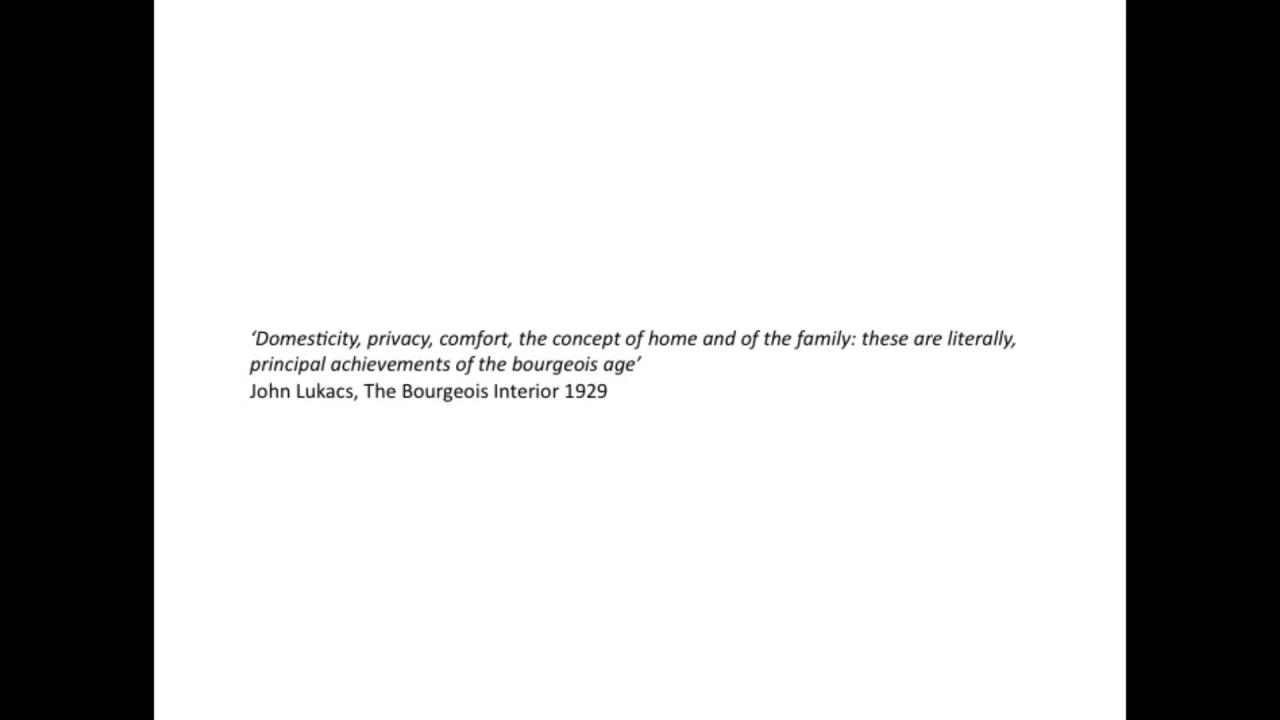 ‘Domesticity, privacy, comfort, the concept of home and of the family: these are literally,
principal achievements of the bourgeois age’
John Lukacs, The Bourgeois Interior 1929